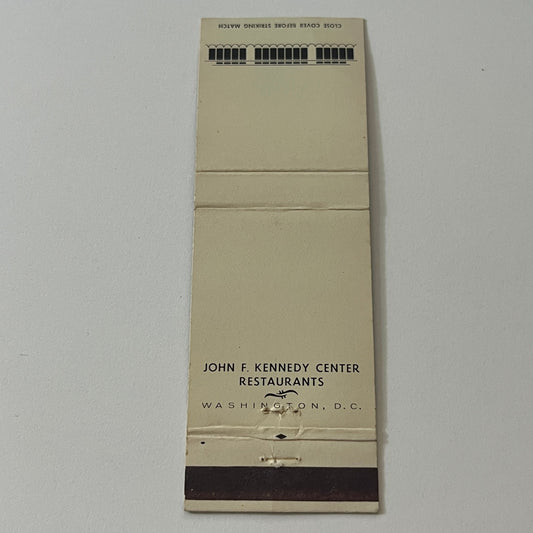 CLOSE COVER BEFORE STRIKING MATCH
JOHN F. KENNEDY CENTER
RESTAURANTS
WASHINGTON, D.C.